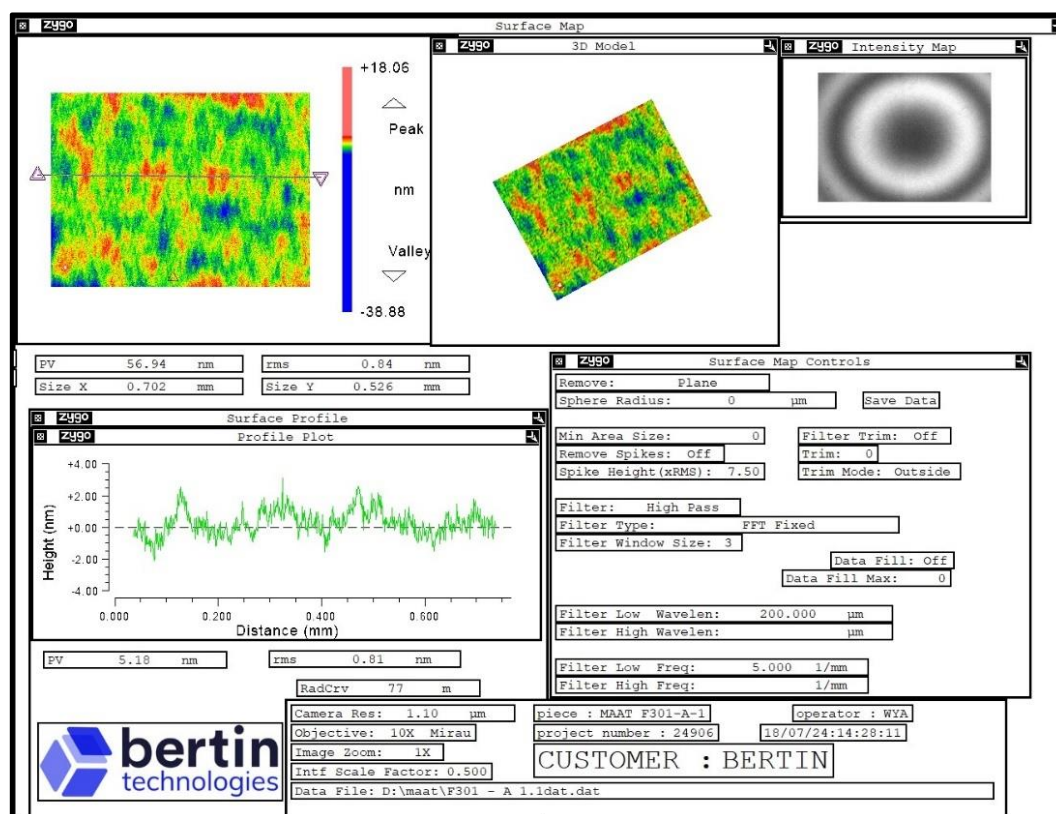 zygo Surface Map
zygo 3D Model
zygo Intensity Map
+18.06
Peak
nm
Valley
-38.88
PV 56.94 nm
rms 0.84 nm
Size X 0.702 mm
Size Y 0.526 mm
zygo Surface Profile
zygo Profile Plot
+4.00
+2.00
+0.00
-2.00
-4.00
Height (nm)
0.000 0.200 0.400 0.600
Distance (mm)
PV 5.18 nm
rms 0.81 nm
RadCrv 77 m
zygo Surface Map Controls
Remove: Plane
Sphere Radius: 0 µm
Save Data
Min Area Size: 0
Filter Trim: Off
Remove Spikes: Off
Trim: 0
Spike Height(xRMS): 7.50
Trim Mode: Outside
Filter: High Pass
Filter Type: FFT Fixed
Filter Window Size: 3
Data Fill: Off
Data Fill Max: 0
Filter Low Wavelen: 200.000 µm
Filter High Wavelen: µm
Filter Low Freq: 5.000 1/mm
Filter High Freq: 1/mm
bertin
technologies
Camera Res: 1.10 µm
Objective: 10X Mirau
Image Zoom: 1X
Intf Scale Factor: 0.500
Data File: D:\maat\F301 - A 1.1dat.dat
piece : MAAT F301-A-1
operator : WYA
project number : 24906
18/07/24:14:28:11
CUSTOMER : BERTIN